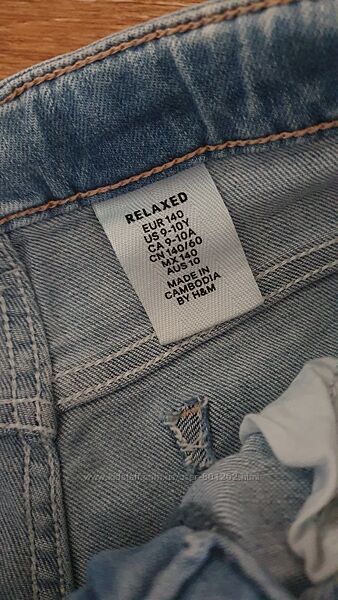 RELAXED
EUR 140
US 9-10Y
CA 9-10A
CN 140/60
MX 140
AUS 10
MADE IN
CAMBODIA
BY H&M